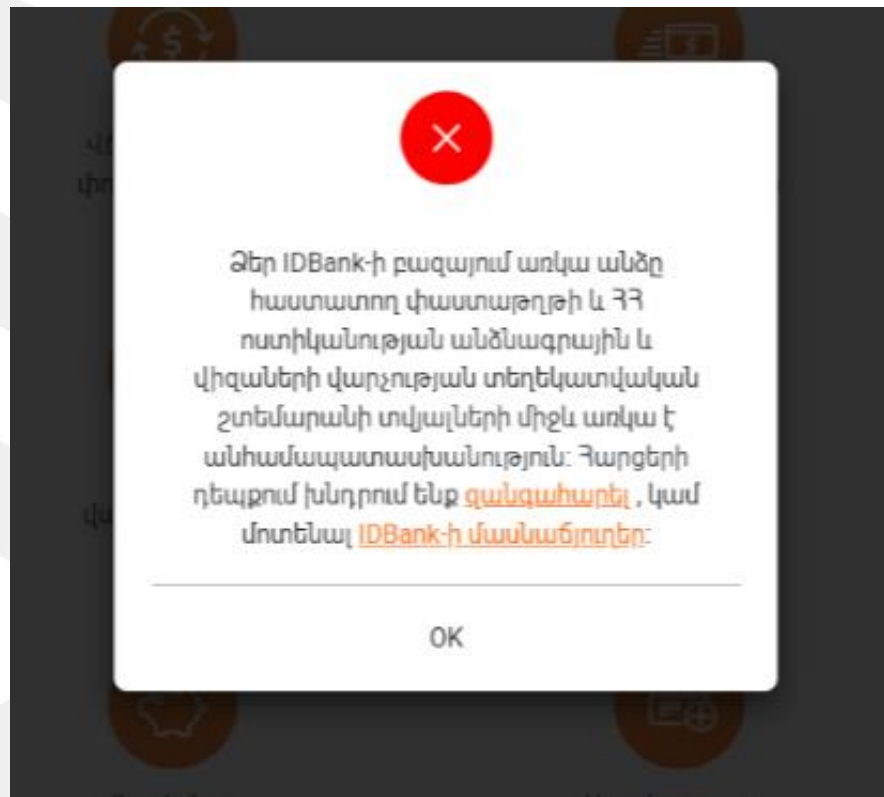 Ձեր IDBank-ի բազայում առկա անձը
հաստատող փաստաթղթի և ՀՀ
ոստիկանության անձնագրային և
վիզաների վարչության տեղեկատվական
շտեմարանի տվյալների միջև առկա է
անհամապատասխանություն: Հարցերի
դեպքում խնդրում ենք զանգահարել , կամ
մոտենալ IDBank-ի մասնաճյուղեր:
OK